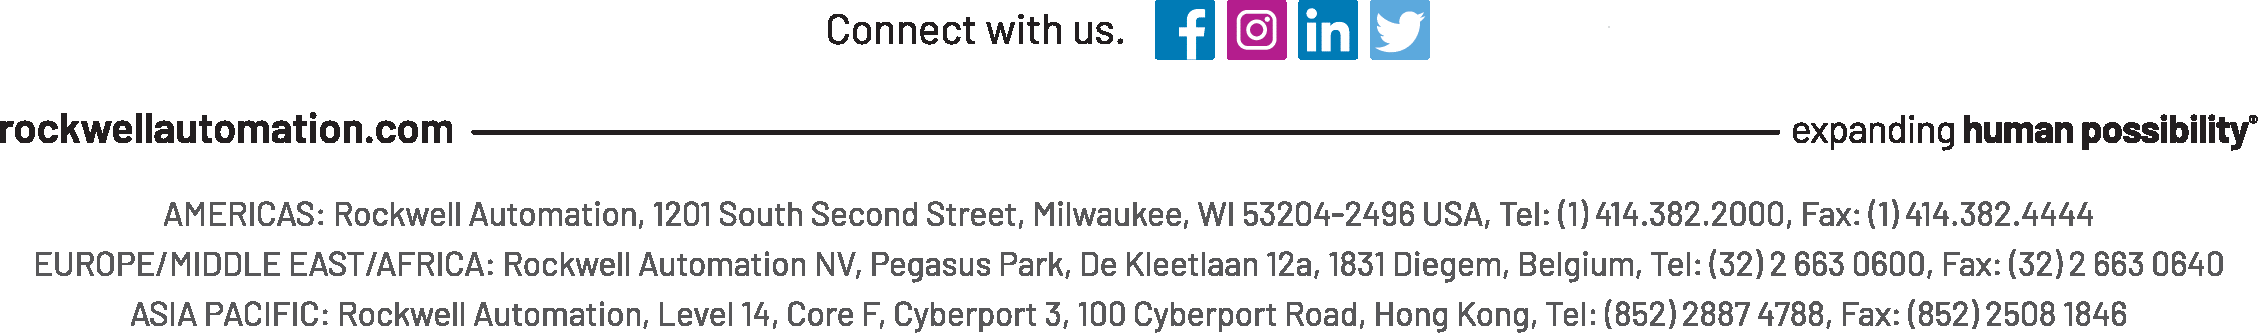 Connect with us.
rockwellautomation.com expanding human possibility®
AMERICAS: Rockwell Automation, 1201 South Second Street, Milwaukee, WI 53204-2496 USA, Tel: (1) 414.382.2000, Fax: (1) 414.382.4444
EUROPE/MIDDLE EAST/AFRICA: Rockwell Automation NV, Pegasus Park, De Kleetlaan 12a, 1831 Diegem, Belgium, Tel: (32) 2 663 0600, Fax: (32) 2 663 0640
ASIA PACIFIC: Rockwell Automation, Level 14, Core F, Cyberport 3, 100 Cyberport Road, Hong Kong, Tel: (852) 2887 4788, Fax: (852) 2508 1846